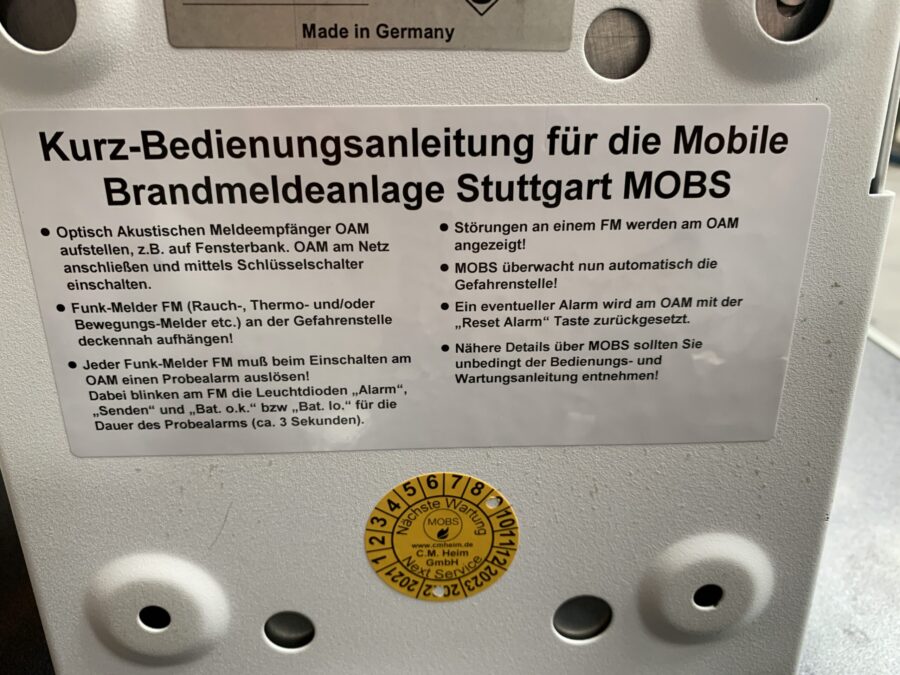 Made in Germany
Kurz-Bedienungsanleitung für die Mobile
Brandmeldeanlage Stuttgart MOBS
• Optisch Akustischen Meldeempfänger OAM
aufstellen, z.B. auf Fensterbank. OAM am Netz
anschließen und mittels Schlüsselschalter
einschalten.
• Funk-Melder FM (Rauch-, Thermo- und/oder
Bewegungs-Melder etc.) an der Gefahrenstelle
deckennah aufhängen!
• Jeder Funk-Melder FM muß beim Einschalten am
OAM einen Probealarm auslösen!
Dabei blinken am FM die Leuchtdioden „Alarm“,
„Senden“ und „Bat. o.k.“ bzw „Bat. lo.“ für die
Dauer des Probealarms (ca. 3 Sekunden).
• Störungen an einem FM werden am OAM
angezeigt!
• MOBS überwacht nun automatisch die
Gefahrenstelle!
• Ein eventueller Alarm wird am OAM mit der
„Reset Alarm“ Taste zurückgesetzt.
• Nähere Details über MOBS sollten Sie
unbedingt der Bedienungs- und
Wartungsanleitung entnehmen!
1 2 3 4 5 6 7 8 10 11 12
Nächste Wartung
MOBS
www.cmheim.de
C.M. Heim
GmbH
Next Service
2021 2023